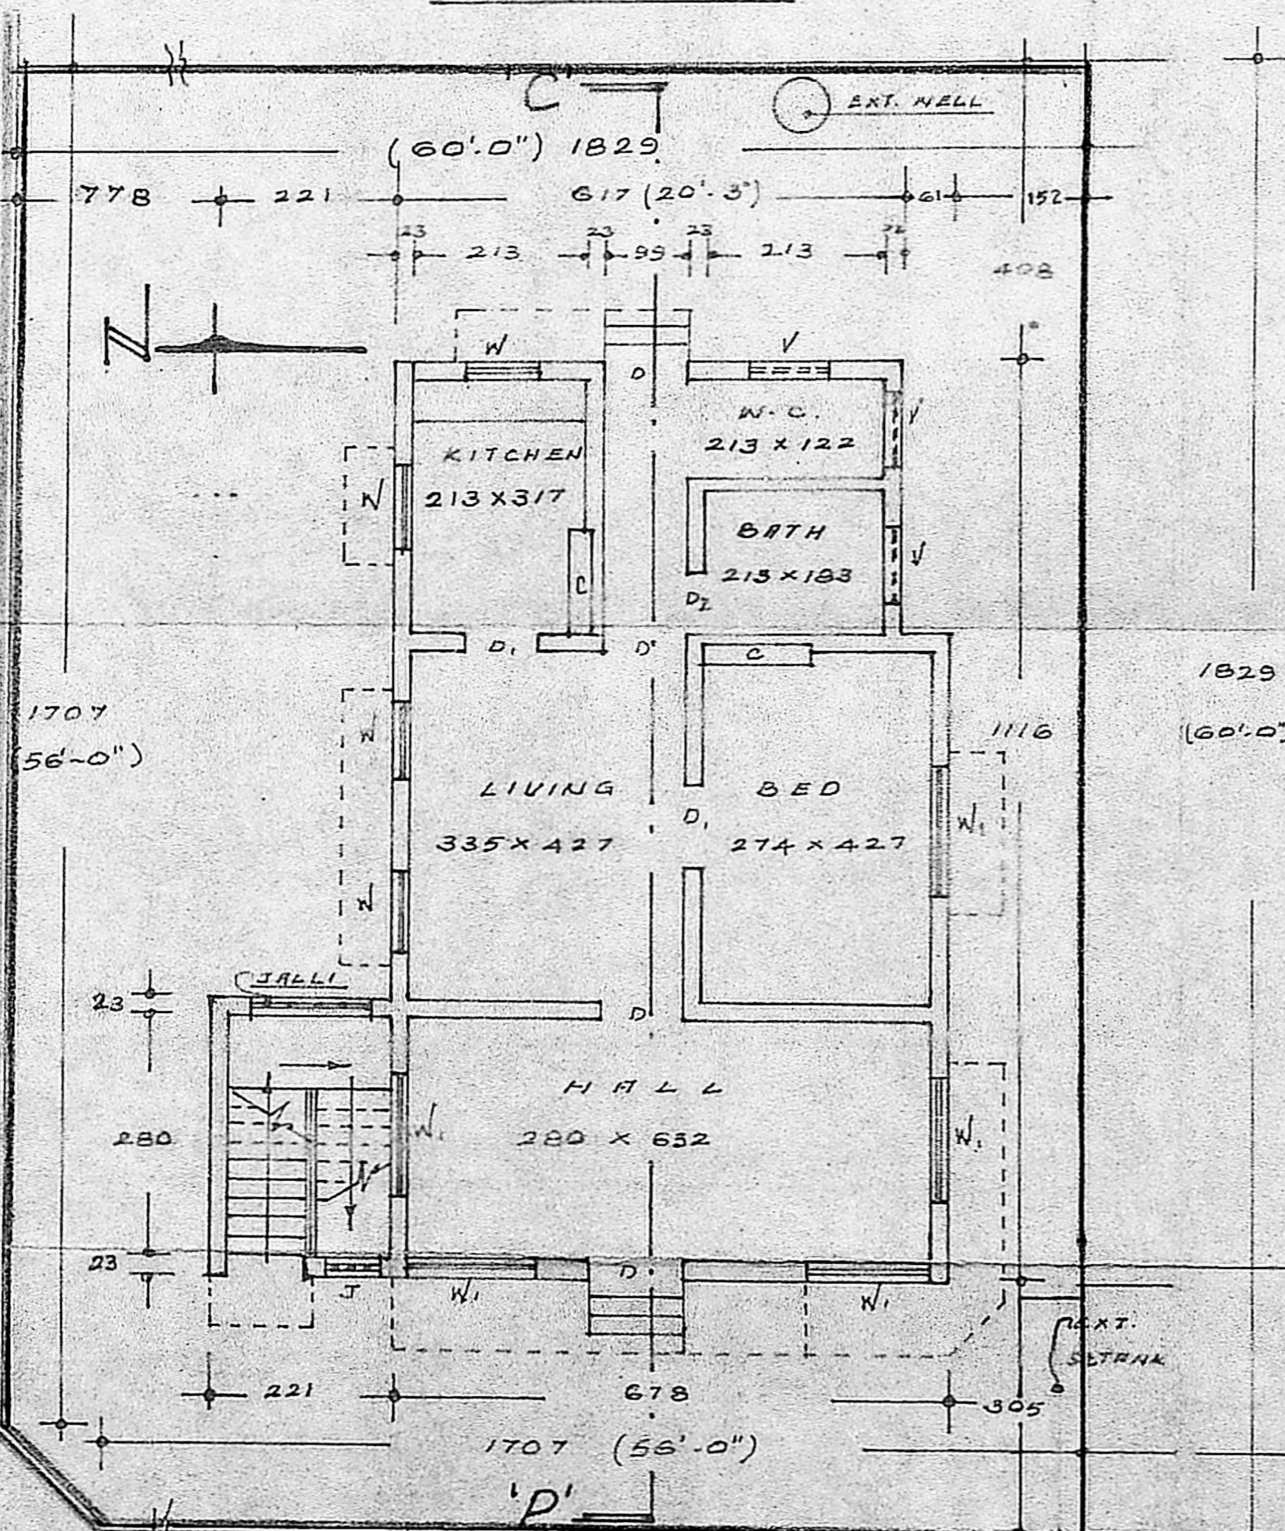 'C'
EXT. WELL
(60'.0") 1829
778
221
617 (20'-3")
61
152
23
213
23
99
23
213
408
N
W
D
V
W.C.
213 X 122
V
KITCHEN
213 X 317
W
BATH
213 X 183
V
C
D2
D1
D
C
1707
(56'-0")
W
LIVING
335 X 427
D1
BED
274 X 427
W1
1116
1829
(60'.0")
W
JALLI
23
D
HALL
280 X 632
280
W1
W1
23
J
W1
D
W1
EXT.
S.TANK
221
678
305
1707 (56'-0")
'D'